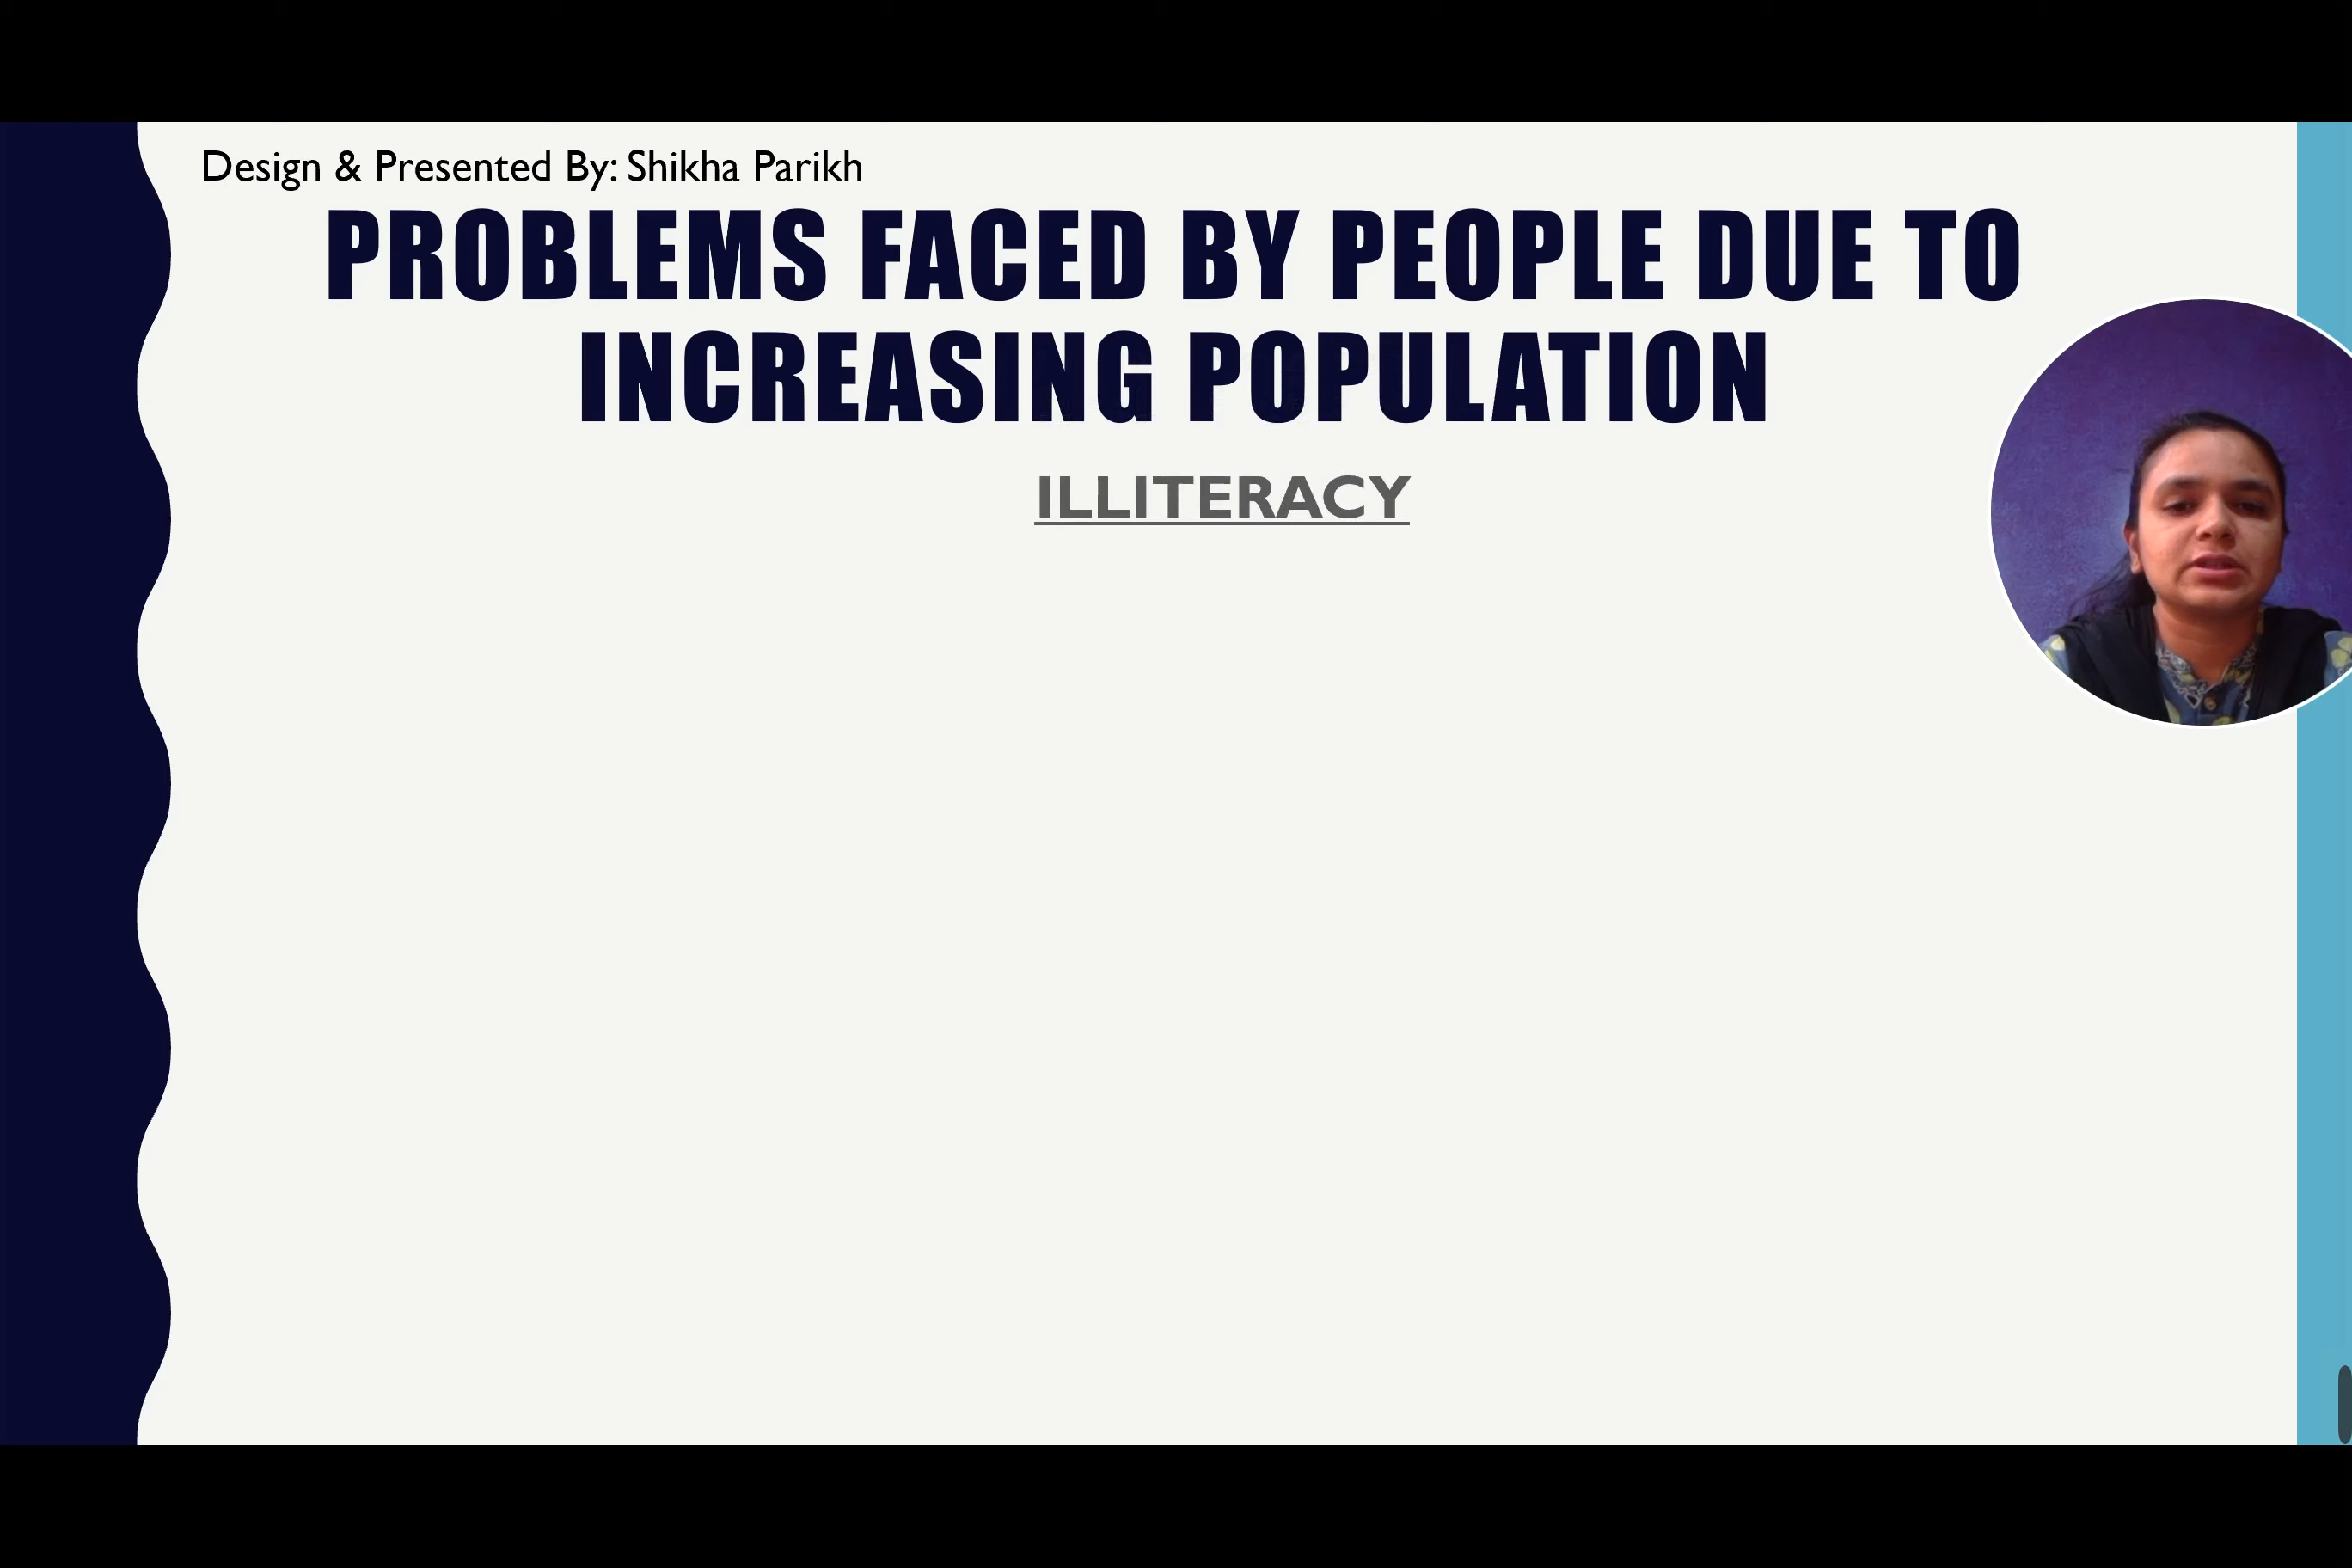 Design & Presented By: Shikha Parikh
PROBLEMS FACED BY PEOPLE DUE TO
INCREASING POPULATION
ILLITERACY